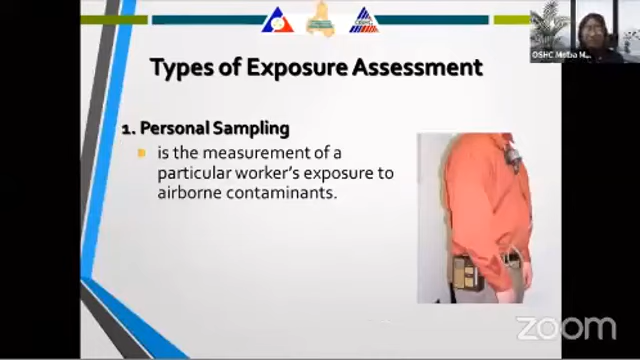 OSHC
OSHC Melba M...
Types of Exposure Assessment
1. Personal Sampling
is the measurement of a
particular worker's exposure to
airborne contaminants.
zoom